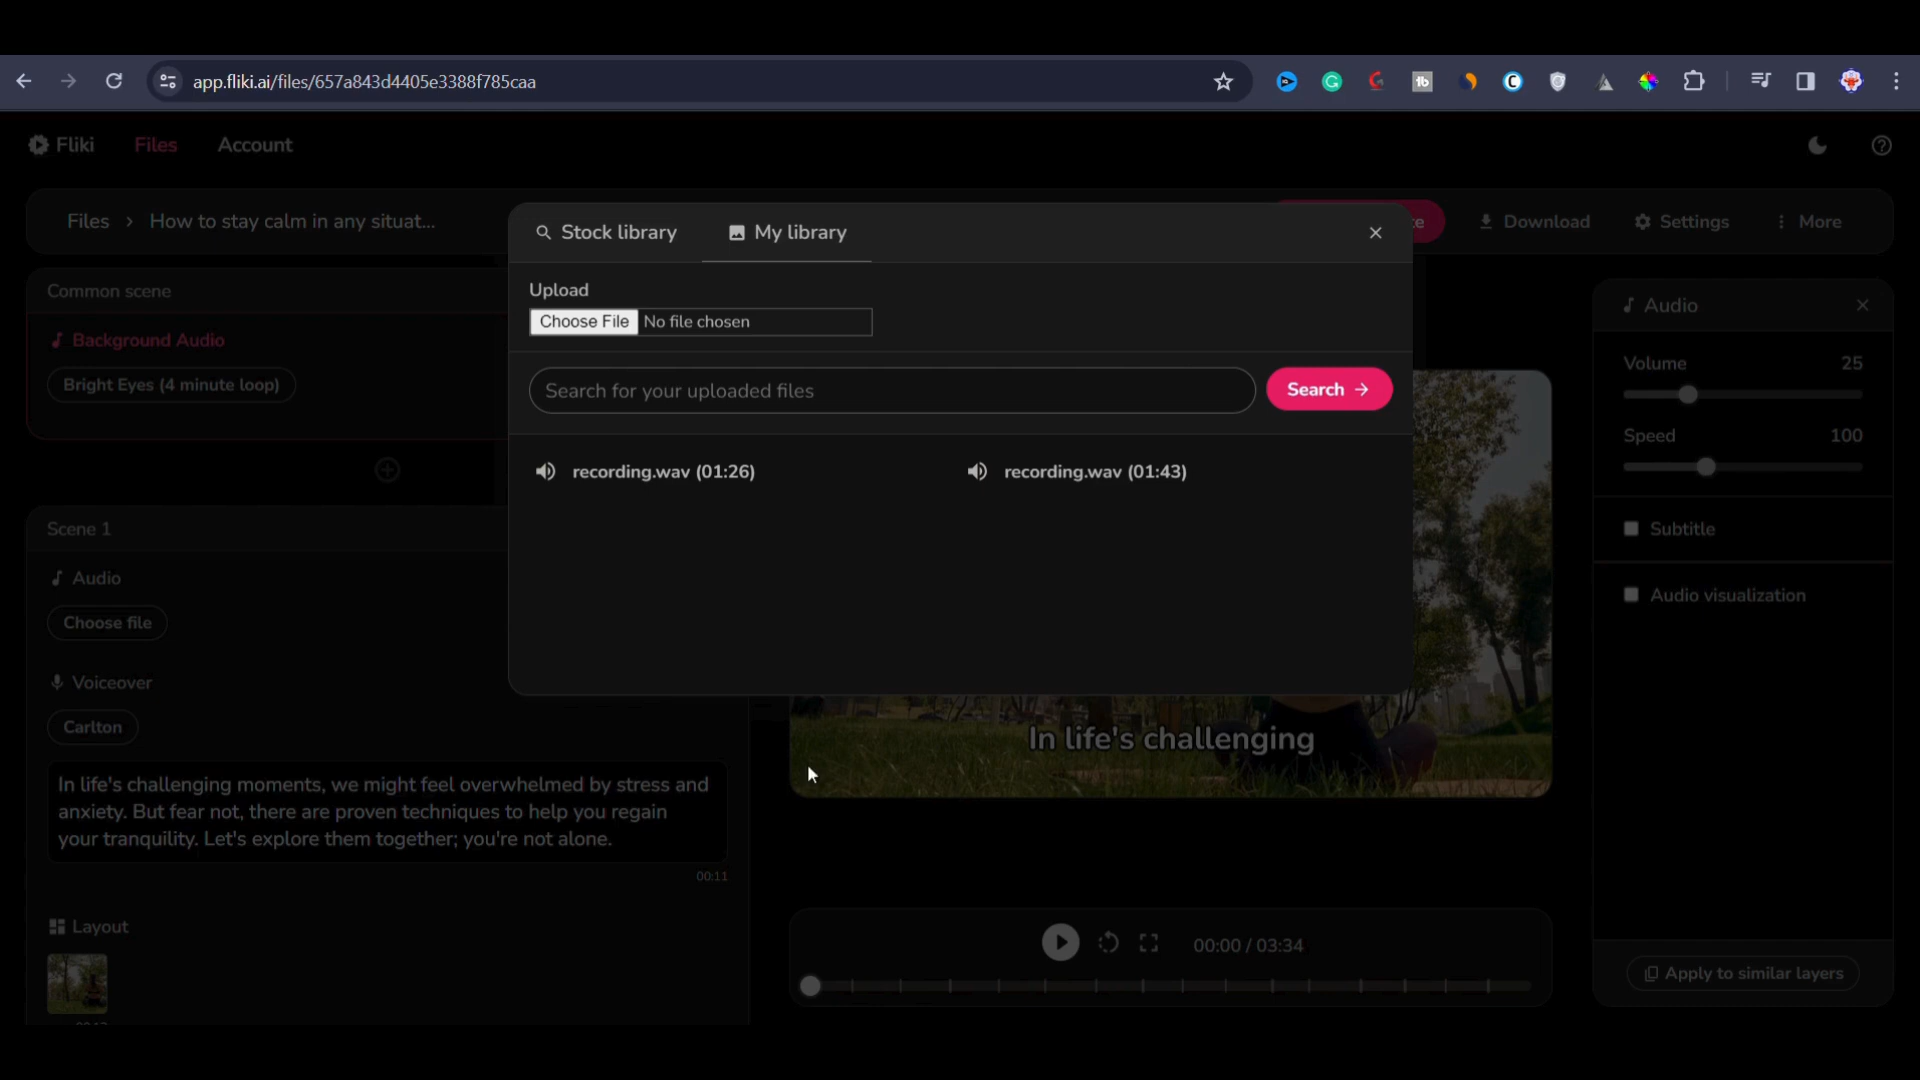 app.fliki.ai/files/657a843d4405e3388f785caa
Fliki
Files
Account
Files > How to stay calm in any situat...
Download
Settings
More
Stock library
My library
Upload
Choose File No file chosen
Search for your uploaded files
Search →
recording.wav (01:26)
recording.wav (01:43)
Common scene
Background Audio
Bright Eyes (4 minute loop)
Scene 1
Audio
Choose file
Voiceover
Carlton
In life's challenging moments, we might feel overwhelmed by stress and
anxiety. But fear not, there are proven techniques to help you regain
your tranquility. Let's explore them together; you're not alone.
00:11
Layout
In life's challenging
00:00 / 03:34
Audio
Volume 25
Speed 100
Subtitle
Audio visualization
Apply to similar layers